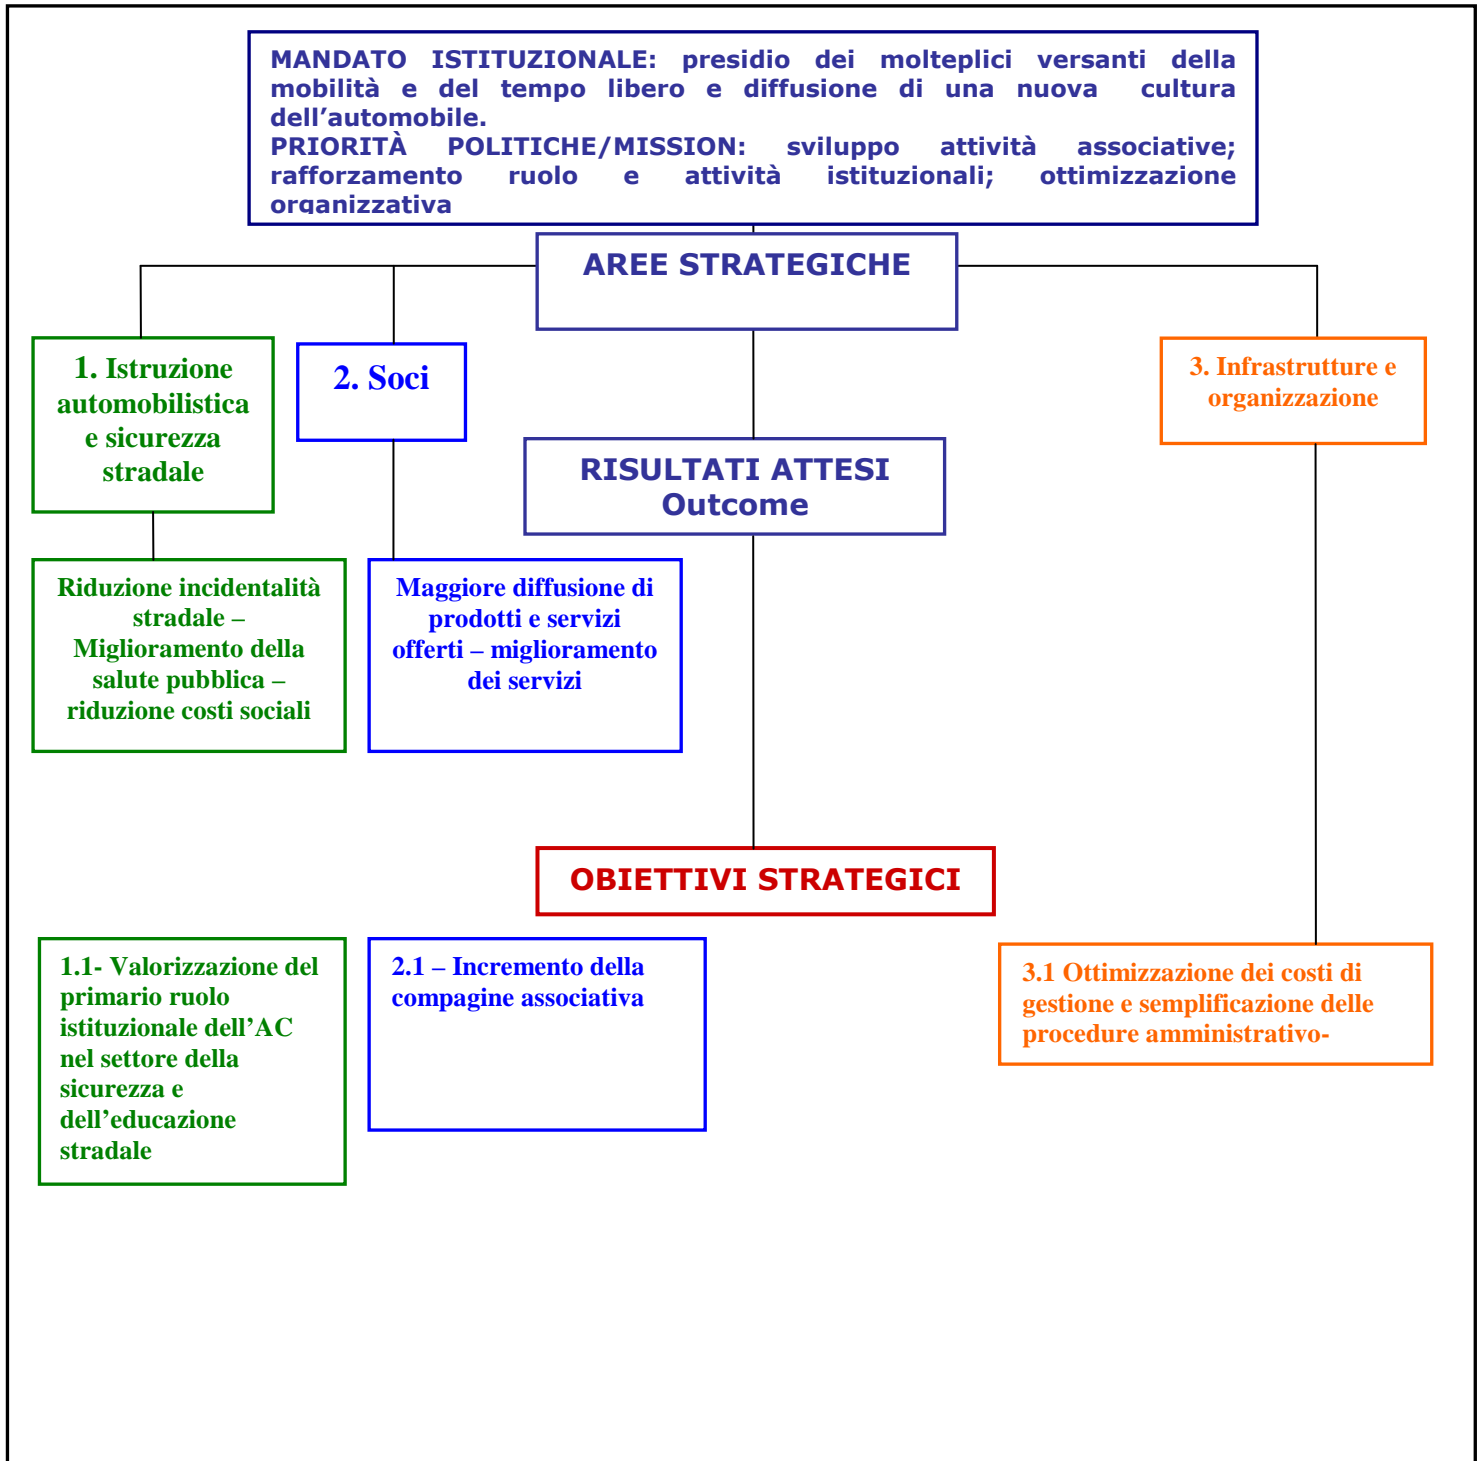 MANDATO ISTITUZIONALE: presidio dei molteplici versanti della
mobilità e del tempo libero e diffusione di una nuova cultura
dell’automobile.
PRIORITÀ POLITICHE/MISSION: sviluppo attività associative;
rafforzamento ruolo e attività istituzionali; ottimizzazione
organizzativa
AREE STRATEGICHE
1. Istruzione
automobilistica
e sicurezza
stradale
2. Soci
3. Infrastrutture e
organizzazione
RISULTATI ATTESI
Outcome
Riduzione incidentalità
stradale –
Miglioramento della
salute pubblica –
riduzione costi sociali
Maggiore diffusione di
prodotti e servizi
offerti – miglioramento
dei servizi
OBIETTIVI STRATEGICI
1.1- Valorizzazione del
primario ruolo
istituzionale dell’AC
nel settore della
sicurezza e
dell’educazione
stradale
2.1 – Incremento della
compagine associativa
3.1 Ottimizzazione dei costi di
gestione e semplificazione delle
procedure amministrativo-